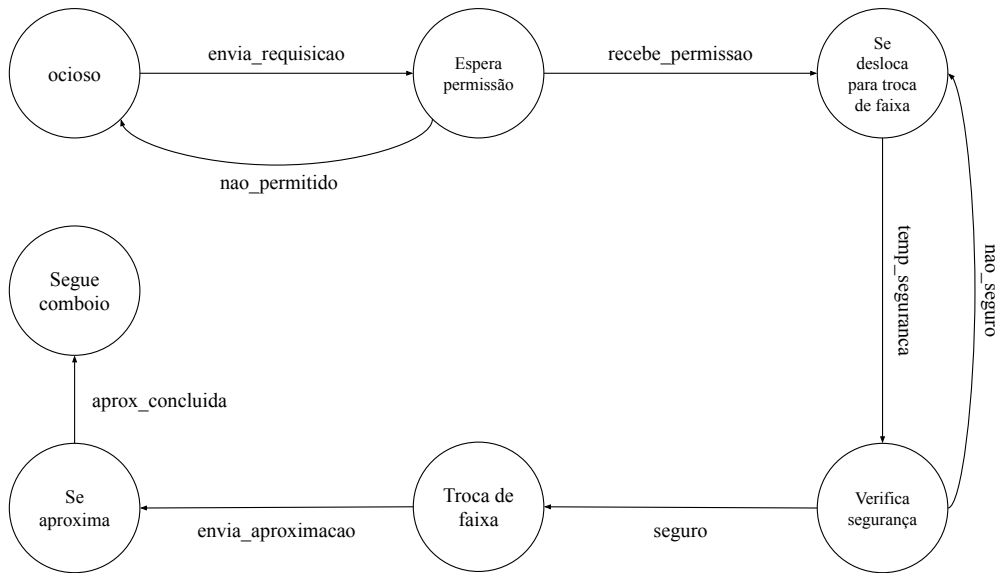 ocioso
envia_requisicao
Espera
permissão
recebe_permissao
Se
desloca
para troca
de faixa
nao_permitido
temp_seguranca
nao_seguro
Segue
comboio
aprox_concluida
Se
aproxima
envia_aproximacao
Troca de
faixa
seguro
Verifica
segurança